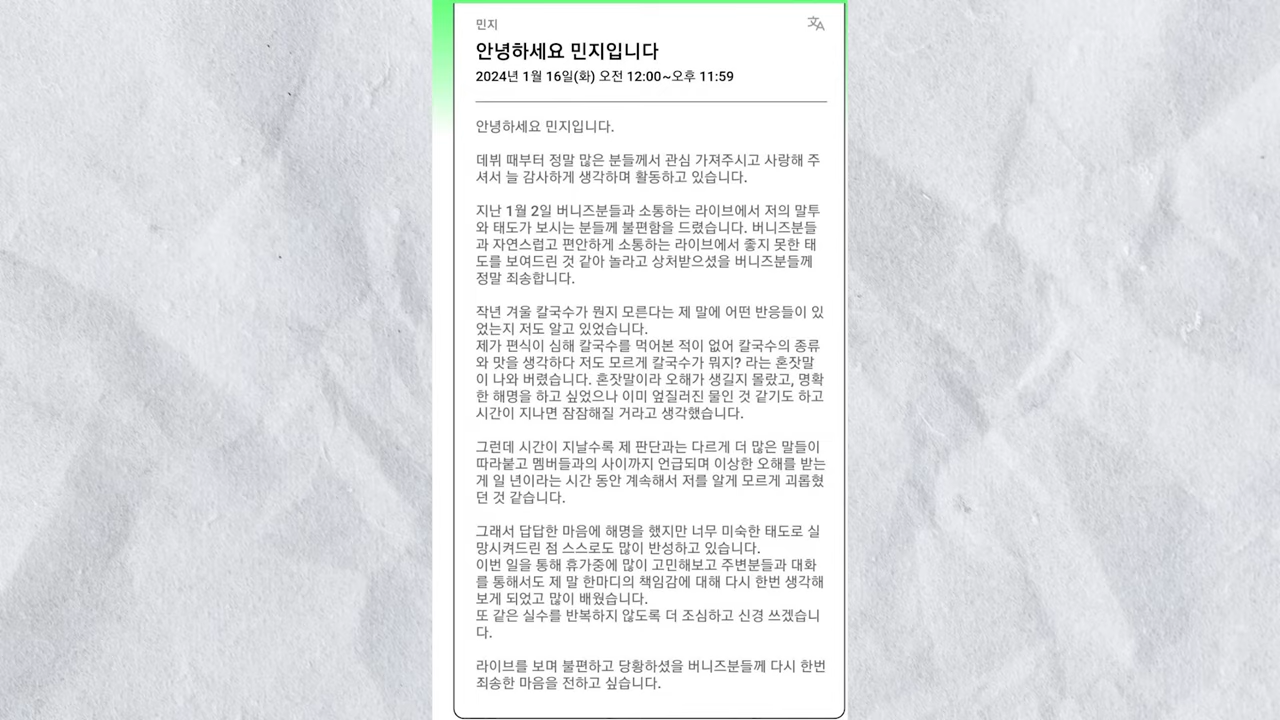 민지
안녕하세요 민지입니다
2024년 1월 16일(화) 오전 12:00~오후 11:59
안녕하세요 민지입니다.
데뷔 때부터 정말 많은 분들께서 관심 가져주시고 사랑해 주
셔서 늘 감사하게 생각하며 활동하고 있습니다.
지난 1월 2일 버니즈분들과 소통하는 라이브에서 저의 말투
와 태도가 보시는 분들께 불편함을 드렸습니다. 버니즈분들
과 자연스럽고 편안하게 소통하는 라이브에서 좋지 못한 태
도를 보여드린 것 같아 놀라고 상처받으셨을 버니즈분들께
정말 죄송합니다.
작년 겨울 칼국수가 뭔지 모른다는 제 말에 어떤 반응들이 있
었는지 저도 알고 있었습니다.
제가 편식이 심해 칼국수를 먹어본 적이 없어 칼국수의 종류
와 맛을 생각하다 저도 모르게 칼국수가 뭐지? 라는 혼잣말
이 나와 버렸습니다. 혼잣말이라 오해가 생길지 몰랐고, 명확
한 해명을 하고 싶었으나 이미 엎질러진 물인 것 같기도 하고
시간이 지나면 잠잠해질 거라고 생각했습니다.
그런데 시간이 지날수록 제 판단과는 다르게 더 많은 말들이
따라붙고 멤버들과의 사이까지 언급되며 이상한 오해를 받는
게 일 년이라는 시간 동안 계속해서 저를 알게 모르게 괴롭혔
던 것 같습니다.
그래서 답답한 마음에 해명을 했지만 너무 미숙한 태도로 실
망시켜드린 점 스스로도 많이 반성하고 있습니다.
이번 일을 통해 휴가중에 많이 고민해보고 주변분들과 대화
를 통해서도 제 말 한마디의 책임감에 대해 다시 한번 생각해
보게 되었고 많이 배웠습니다.
또 같은 실수를 반복하지 않도록 더 조심하고 신경 쓰겠습니
다.
라이브를 보며 불편하고 당황하셨을 버니즈분들께 다시 한번
죄송한 마음을 전하고 싶습니다.